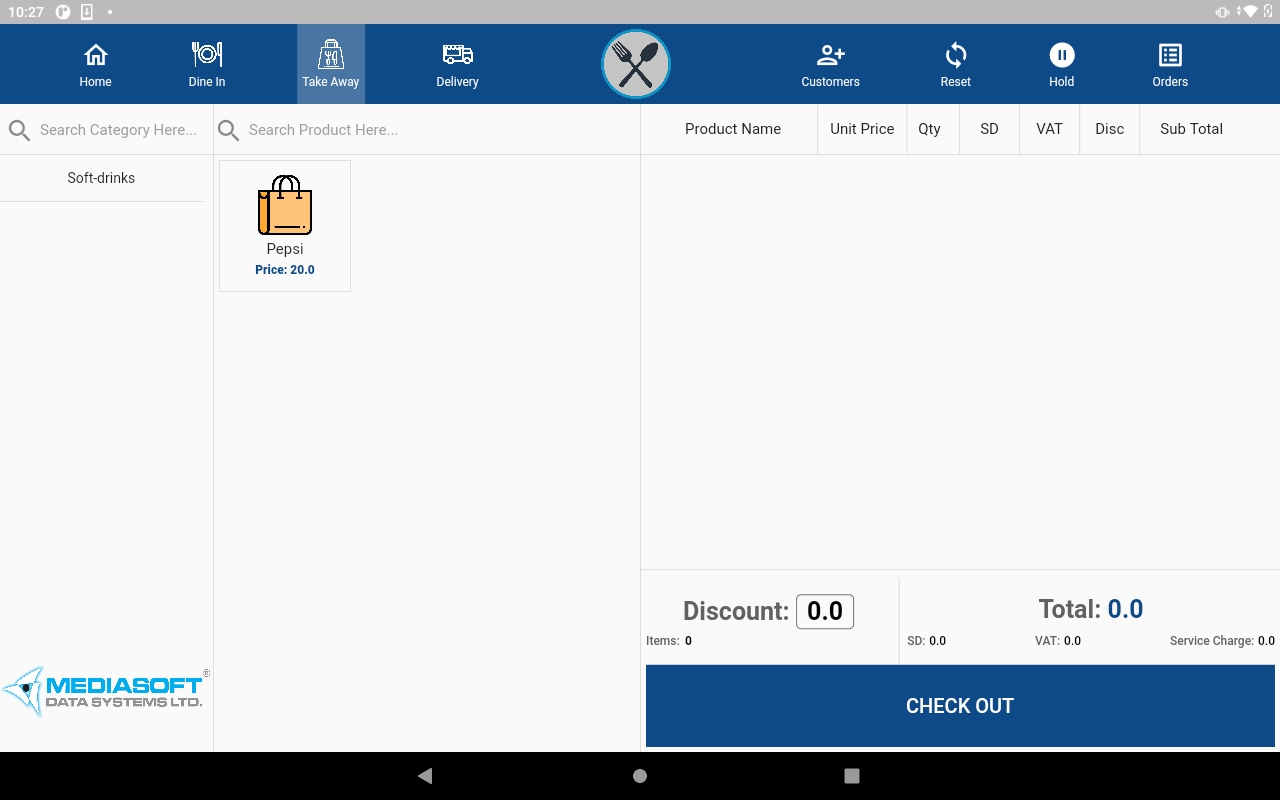 10:27
Home
Dine In
Take Away
Delivery
Customers
Reset
Hold
Orders
Search Category Here...
Search Product Here...
Product Name
Unit Price
Qty
SD
VAT
Disc
Sub Total
Soft-drinks
Pepsi
Price: 20.0
Discount: 0.0
Total: 0.0
Items: 0
SD: 0.0
VAT: 0.0
Service Charge: 0.0
CHECK OUT
MEDIASOFT®
DATA SYSTEMS LTD.